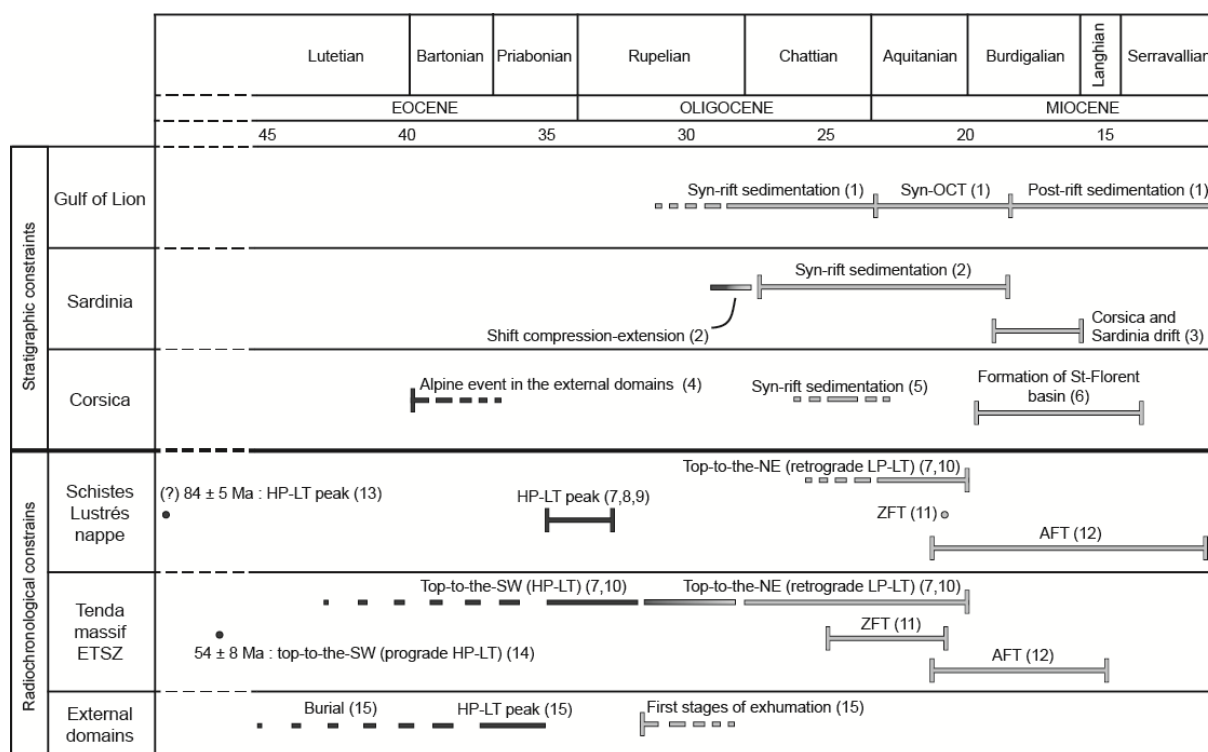 Lutetian Bartonian Priabonian Rupelian Chattian Aquitanian Burdigalian Langhian Serravallian
EOCENE OLIGOCENE MIOCENE
45 40 35 30 25 20 15
Stratigraphic constraints
Gulf of Lion
Syn-rift sedimentation (1) Syn-OCT (1) Post-rift sedimentation (1)
Sardinia
Syn-rift sedimentation (2)
Shift compression-extension (2)
Corsica and
Sardinia drift (3)
Corsica
Alpine event in the external domains (4)
Syn-rift sedimentation (5)
Formation of St-Florent
basin (6)
Radiochronological constrains
Schistes
Lustrés
nappe
(?) 84 ± 5 Ma : HP-LT peak (13)
HP-LT peak (7,8,9)
Top-to-the-NE (retrograde LP-LT) (7,10)
ZFT (11)
AFT (12)
Tenda
massif
ETSZ
Top-to-the-SW (HP-LT) (7,10)
Top-to-the-NE (retrograde LP-LT) (7,10)
54 ± 8 Ma : top-to-the-SW (prograde HP-LT) (14)
ZFT (11)
AFT (12)
External
domains
Burial (15)
HP-LT peak (15)
First stages of exhumation (15)